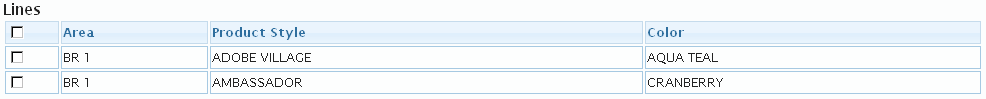 Lines
Area Product Style Color
BR 1 ADOBE VILLAGE AQUA TEAL
BR 1 AMBASSADOR CRANBERRY